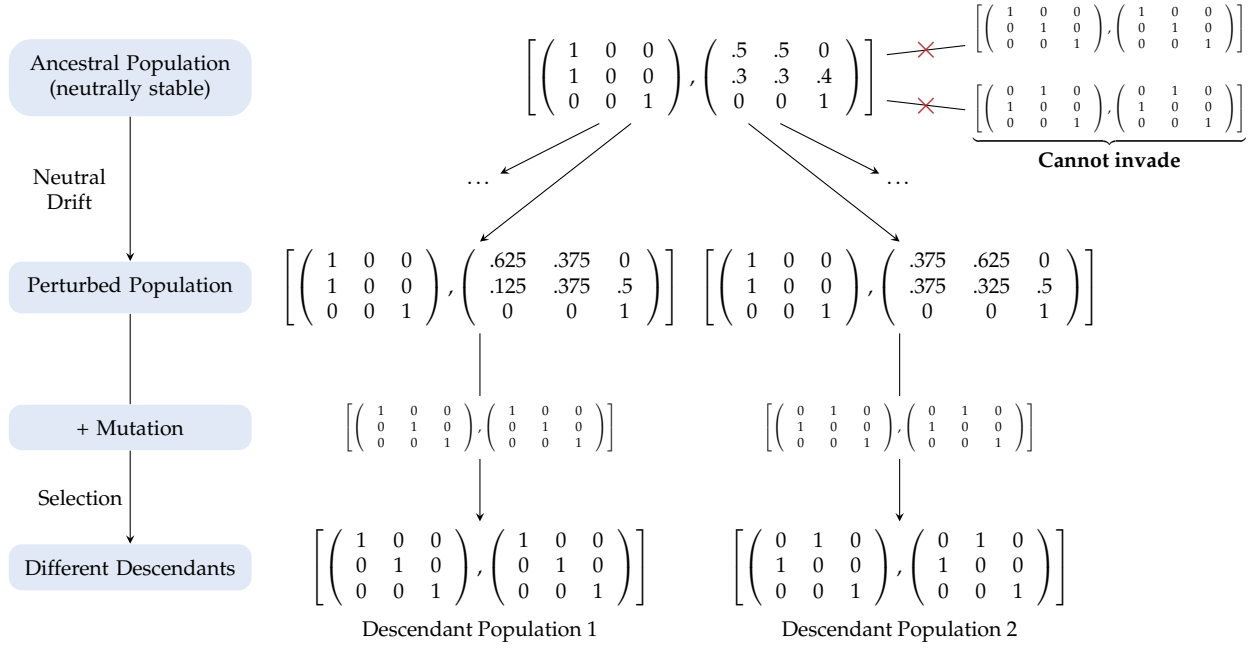 Ancestral Population
(neutrally stable)
[( 1 0 0 ), ( .5 .5 0 )]
[( 1 0 0 ), ( .3 .3 .4 )]
[( 0 0 1 ), ( 0 0 1 )]
[( 1 0 0 ), ( 1 0 0 )]
[( 0 1 0 ), ( 0 1 0 )]
[( 0 0 1 ), ( 0 0 1 )]
[( 0 1 0 ), ( 0 1 0 )]
[( 1 0 0 ), ( 1 0 0 )]
[( 0 0 1 ), ( 0 0 1 )]
Cannot invade
Neutral
Drift
...
...
Perturbed Population
[( 1 0 0 ), ( .625 .375 0 )]
[( 1 0 0 ), ( .125 .375 .5 )]
[( 0 0 1 ), ( 0 0 1 )]
[( 1 0 0 ), ( .375 .625 0 )]
[( 1 0 0 ), ( .375 .325 .5 )]
[( 0 0 1 ), ( 0 0 1 )]
+ Mutation
[( 1 0 0 ), ( 1 0 0 )]
[( 0 1 0 ), ( 0 1 0 )]
[( 0 0 1 ), ( 0 0 1 )]
[( 0 1 0 ), ( 0 1 0 )]
[( 1 0 0 ), ( 1 0 0 )]
[( 0 0 1 ), ( 0 0 1 )]
Selection
Different Descendants
[( 1 0 0 ), ( 1 0 0 )]
[( 0 1 0 ), ( 0 1 0 )]
[( 0 0 1 ), ( 0 0 1 )]
[( 0 1 0 ), ( 0 1 0 )]
[( 1 0 0 ), ( 1 0 0 )]
[( 0 0 1 ), ( 0 0 1 )]
Descendant Population 1
Descendant Population 2